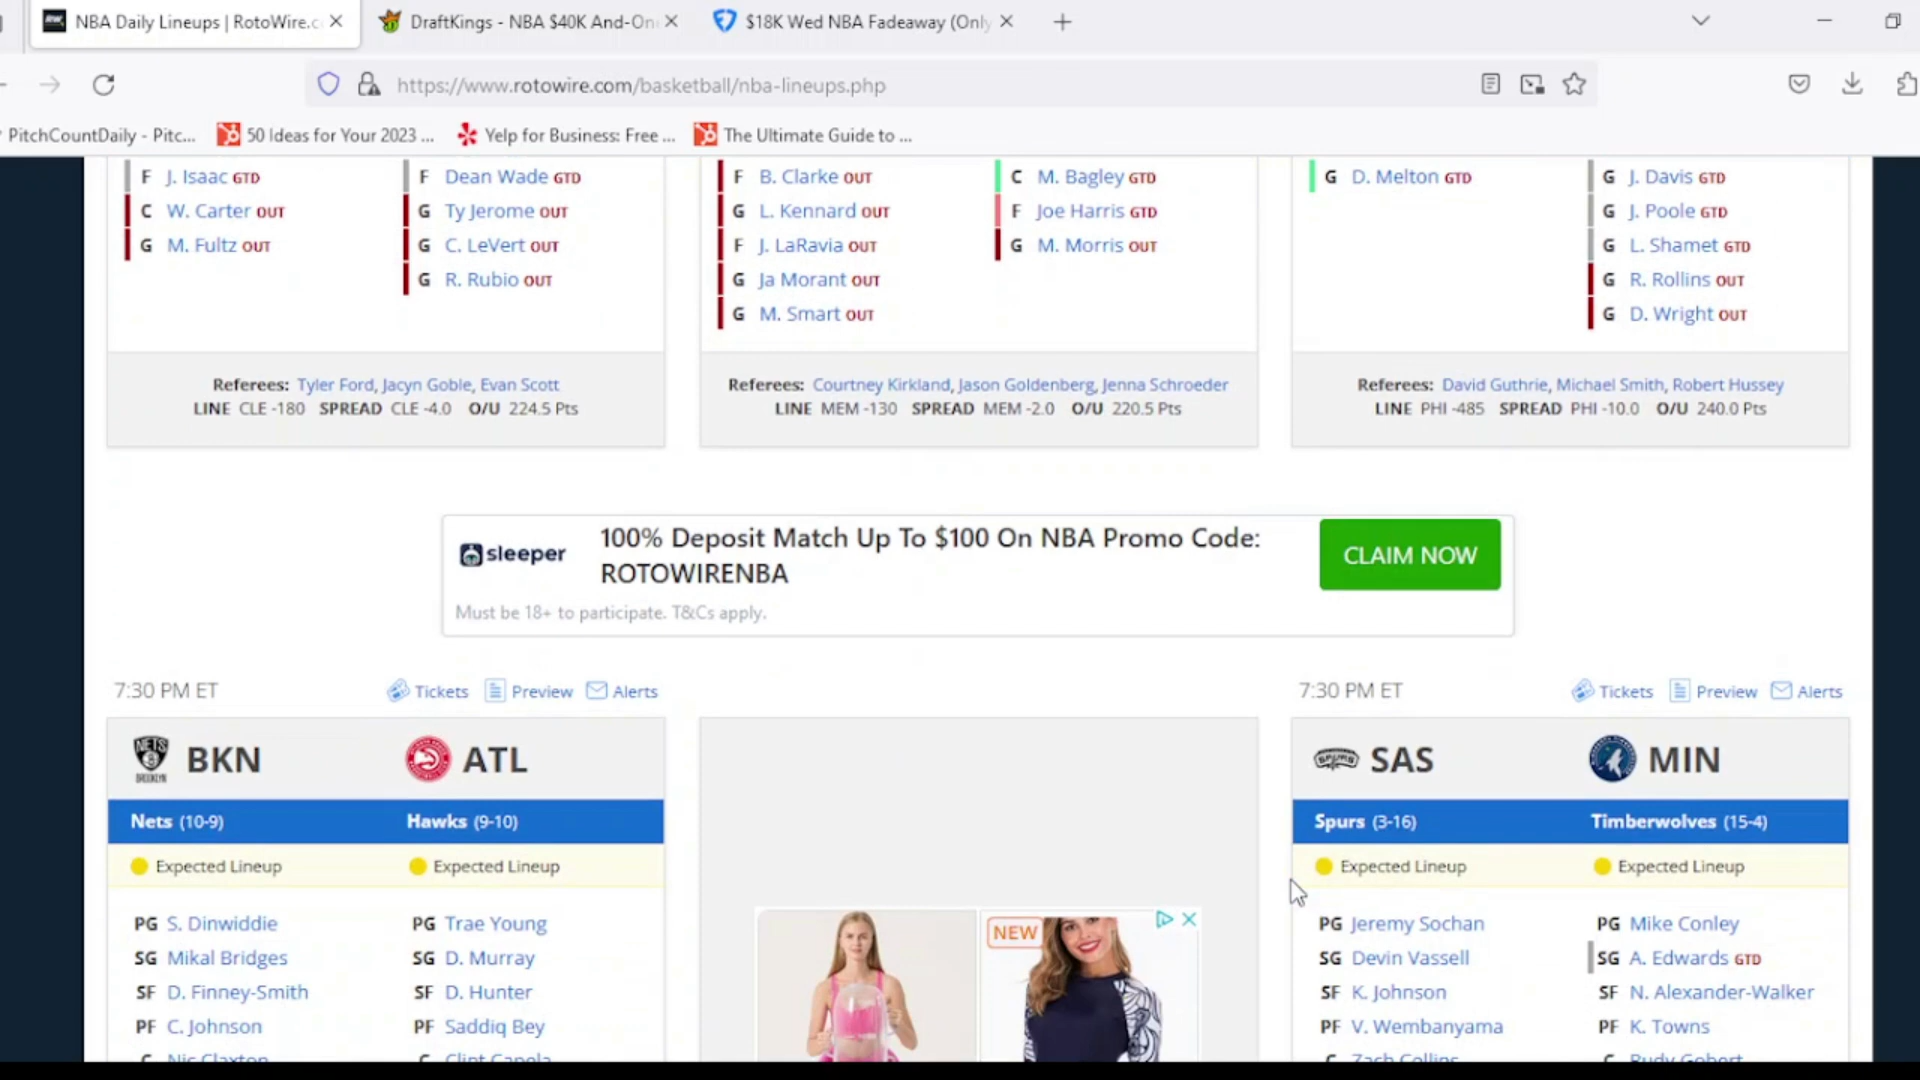 NBA Daily Lineups | RotoWire.c
DraftKings - NBA $40K And-On
$18K Wed NBA Fadeaway (Only
https://www.rotowire.com/basketball/nba-lineups.php
PitchCountDaily - Pitc...
50 Ideas for Your 2023 ...
Yelp for Business: Free ...
The Ultimate Guide to ...
F J. Isaac GTD
C W. Carter OUT
G M. Fultz OUT
F Dean Wade GTD
G Ty Jerome OUT
G C. LeVert OUT
G R. Rubio OUT
Referees: Tyler Ford, Jacyn Goble, Evan Scott
LINE CLE -180 SPREAD CLE -4.0 O/U 224.5 Pts
F B. Clarke OUT
G L. Kennard OUT
F J. LaRavia OUT
G Ja Morant OUT
G M. Smart OUT
C M. Bagley GTD
F Joe Harris GTD
G M. Morris OUT
Referees: Courtney Kirkland, Jason Goldenberg, Jenna Schroeder
LINE MEM -130 SPREAD MEM -2.0 O/U 220.5 Pts
G D. Melton GTD
G J. Davis GTD
G J. Poole GTD
G L. Shamet GTD
G R. Rollins OUT
G D. Wright OUT
Referees: David Guthrie, Michael Smith, Robert Hussey
LINE PHI -485 SPREAD PHI -10.0 O/U 240.0 Pts
sleeper
100% Deposit Match Up To $100 On NBA Promo Code:
ROTOWIRENBA
Must be 18+ to participate. T&Cs apply.
CLAIM NOW
7:30 PM ET Tickets Preview Alerts
NETS
BROOKLYN
BKN ATL
Nets (10-9) Hawks (9-10)
Expected Lineup Expected Lineup
PG S. Dinwiddie
SG Mikal Bridges
SF D. Finney-Smith
PF C. Johnson
C Nic Claxton
PG Trae Young
SG D. Murray
SF D. Hunter
PF Saddiq Bey
C Clint Capela
NEW
7:30 PM ET Tickets Preview Alerts
SAS MIN
Spurs (3-16) Timberwolves (15-4)
Expected Lineup Expected Lineup
PG Jeremy Sochan
SG Devin Vassell
SF K. Johnson
PF V. Wembanyama
C Zach Collins
PG Mike Conley
SG A. Edwards GTD
SF N. Alexander-Walker
PF K. Towns
C Rudy Gobert